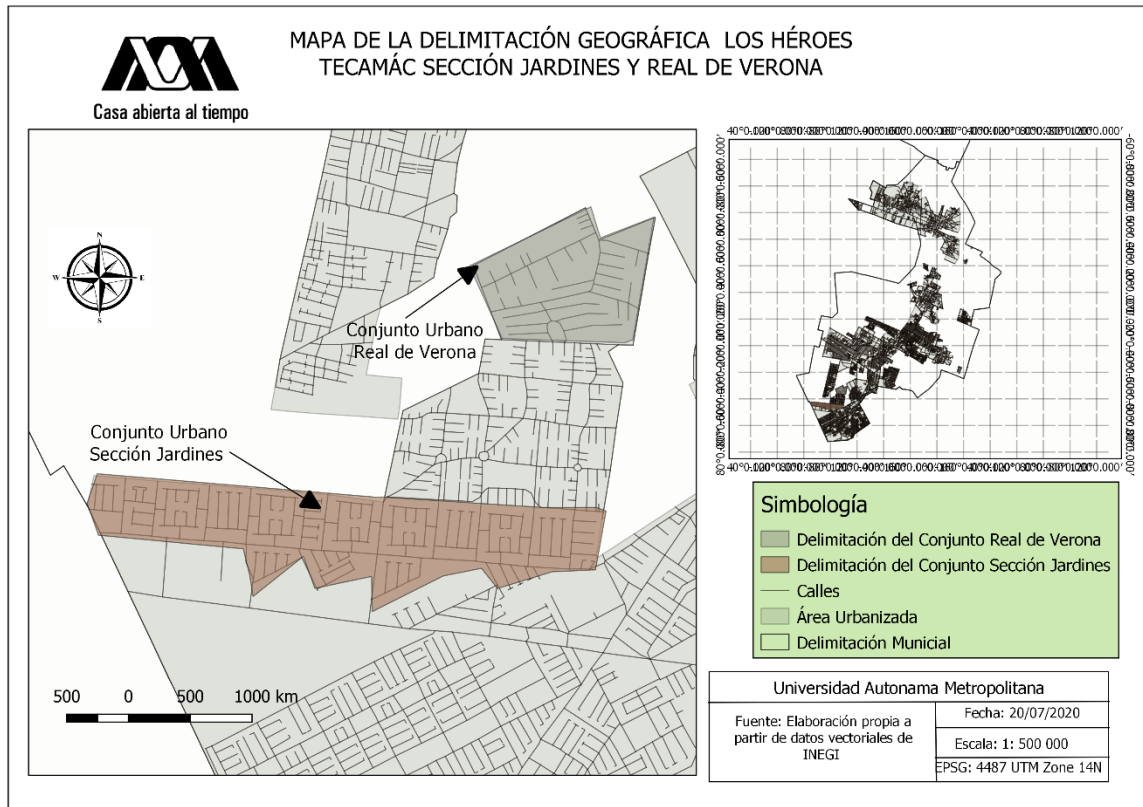 MAPA DE LA DELIMITACIÓN GEOGRÁFICA LOS HÉROES
TECAMÁC SECCIÓN JARDINES Y REAL DE VERONA
Casa abierta al tiempo
N
W
E
S
Conjunto Urbano
Real de Verona
Conjunto Urbano
Sección Jardines
500 0 500 1000 km
Simbología
Delimitación del Conjunto Real de Verona
Delimitación del Conjunto Sección Jardines
Calles
Área Urbanizada
Delimitación Municial
Universidad Autonama Metropolitana
Fuente: Elaboración propia a
partir de datos vectoriales de
INEGI
Fecha: 20/07/2020
Escala: 1: 500 000
EPSG: 4487 UTM Zone 14N